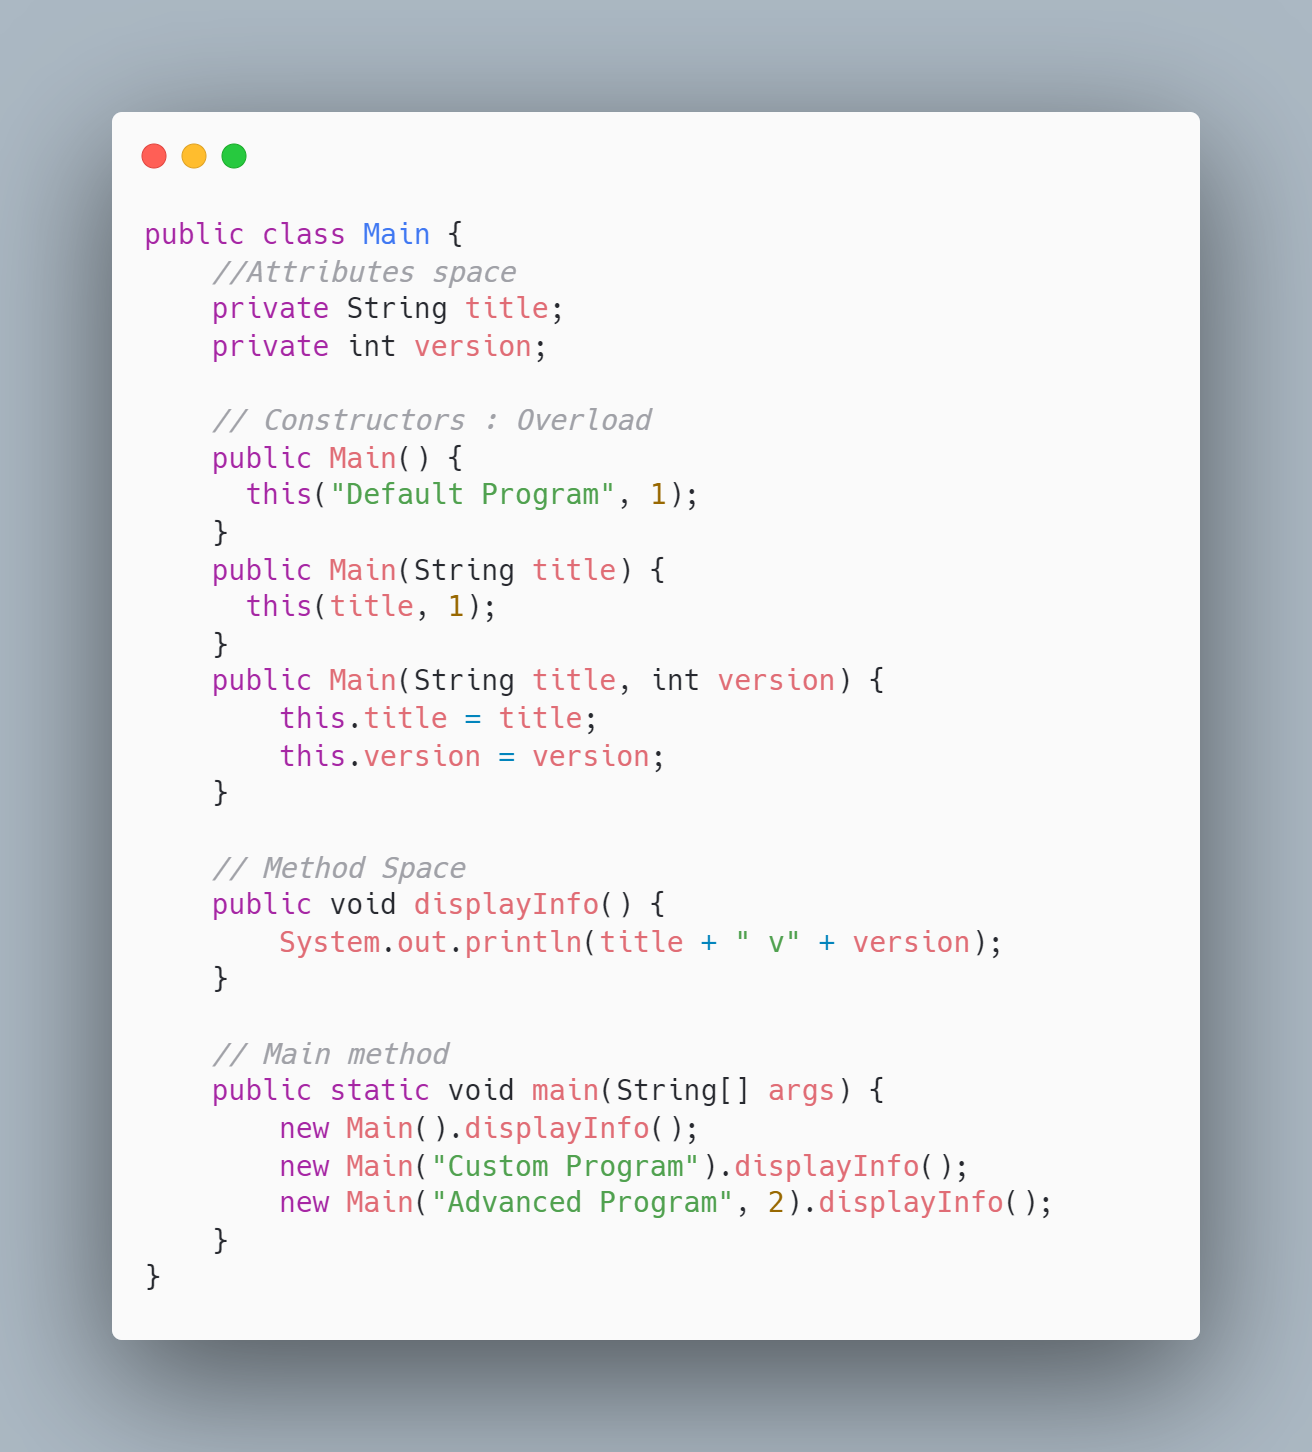 public class Main {
    //Attributes space
    private String title;
    private int version;

    // Constructors : Overload
    public Main() {
      this("Default Program", 1);
    }
    public Main(String title) {
      this(title, 1);
    }
    public Main(String title, int version) {
        this.title = title;
        this.version = version;
    }

    // Method Space
    public void displayInfo() {
        System.out.println(title + " v" + version);
    }

    // Main method
    public static void main(String[] args) {
        new Main().displayInfo();
        new Main("Custom Program").displayInfo();
        new Main("Advanced Program", 2).displayInfo();
    }
}